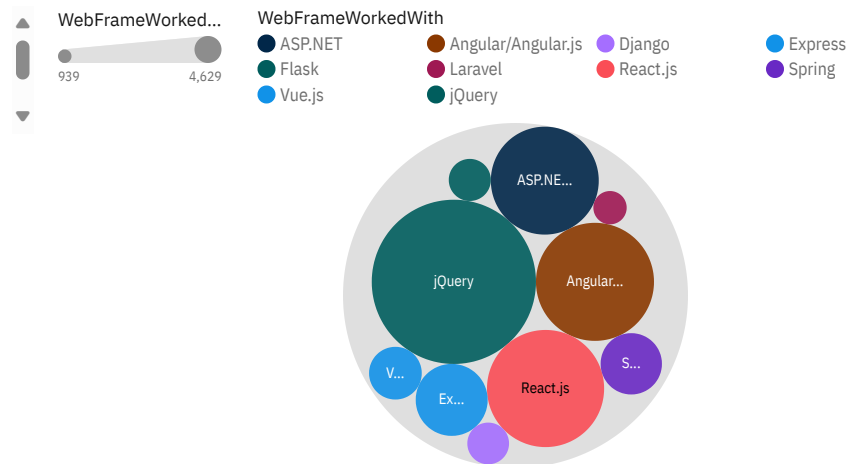 WebFrameWorked...
939 4,629
WebFrameWorkedWith
ASP.NET Angular/Angular.js Django Express
Flask Laravel React.js Spring
Vue.js jQuery
ASP.NE...
jQuery Angular...
V... Ex... React.js S...